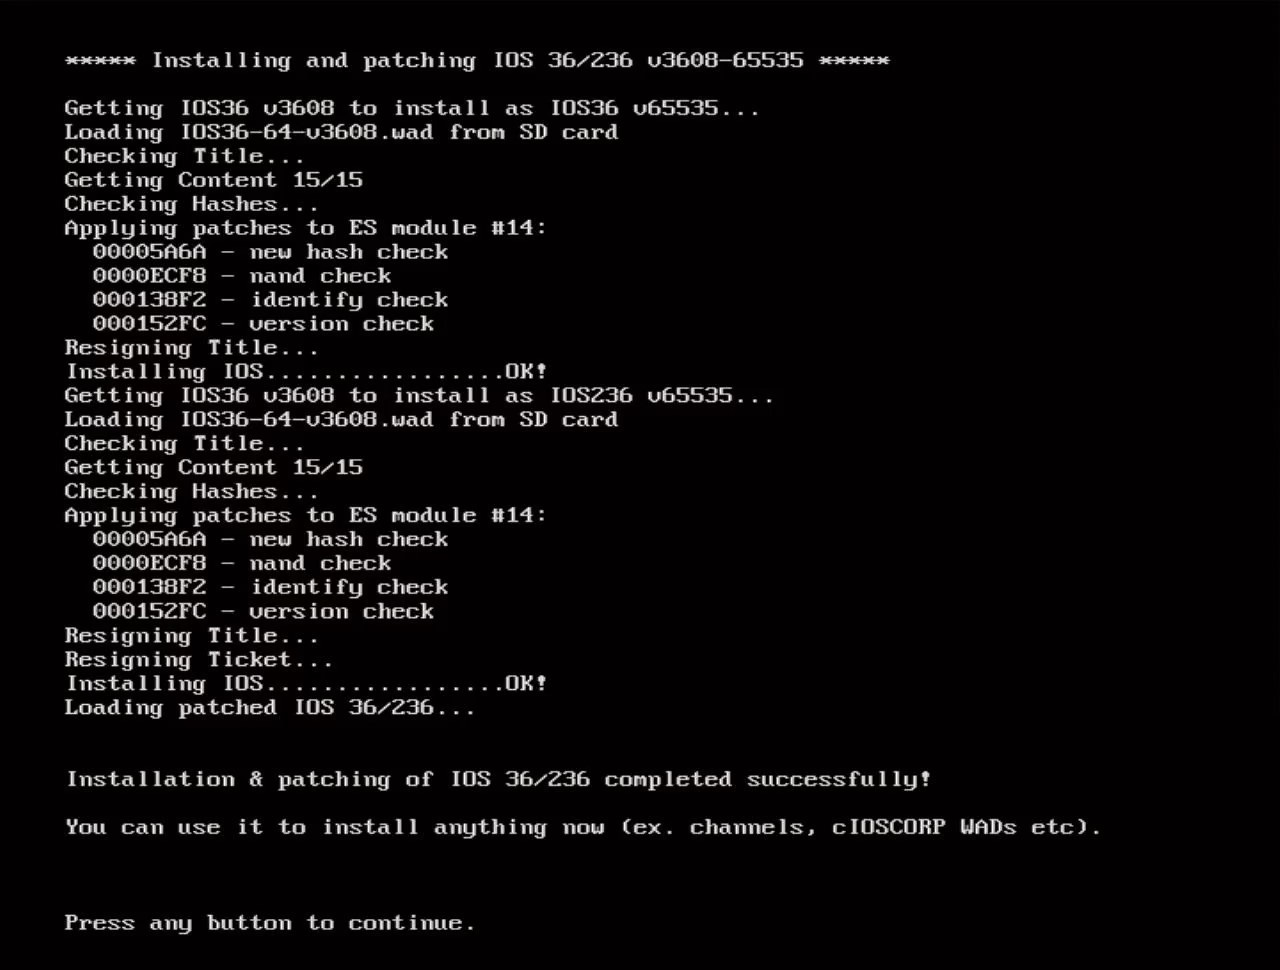 ***** Installing and patching IOS 36/236 v3608-65535 *****
Getting IOS36 v3608 to install as IOS36 v65535...
Loading IOS36-64-v3608.wad from SD card
Checking Title...
Getting Content 15/15
Checking Hashes...
Applying patches to ES module #14:
00005A6A - new hash check
0000ECF8 - nand check
000138F2 - identify check
000152FC - version check
Resigning Title...
Installing IOS.................OK!
Getting IOS36 v3608 to install as IOS236 v65535...
Loading IOS36-64-v3608.wad from SD card
Checking Title...
Getting Content 15/15
Checking Hashes...
Applying patches to ES module #14:
00005A6A - new hash check
0000ECF8 - nand check
000138F2 - identify check
000152FC - version check
Resigning Title...
Resigning Ticket...
Installing IOS.................OK!
Loading patched IOS 36/236...
Installation & patching of IOS 36/236 completed successfully!
You can use it to install anything now (ex. channels, cIOSCORP WADs etc).
Press any button to continue.